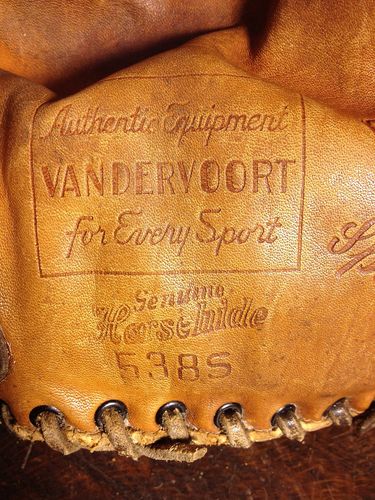 Authentic Equipment
VANDERVOORT
for Every Sport
Genuine
Horsehide
538S